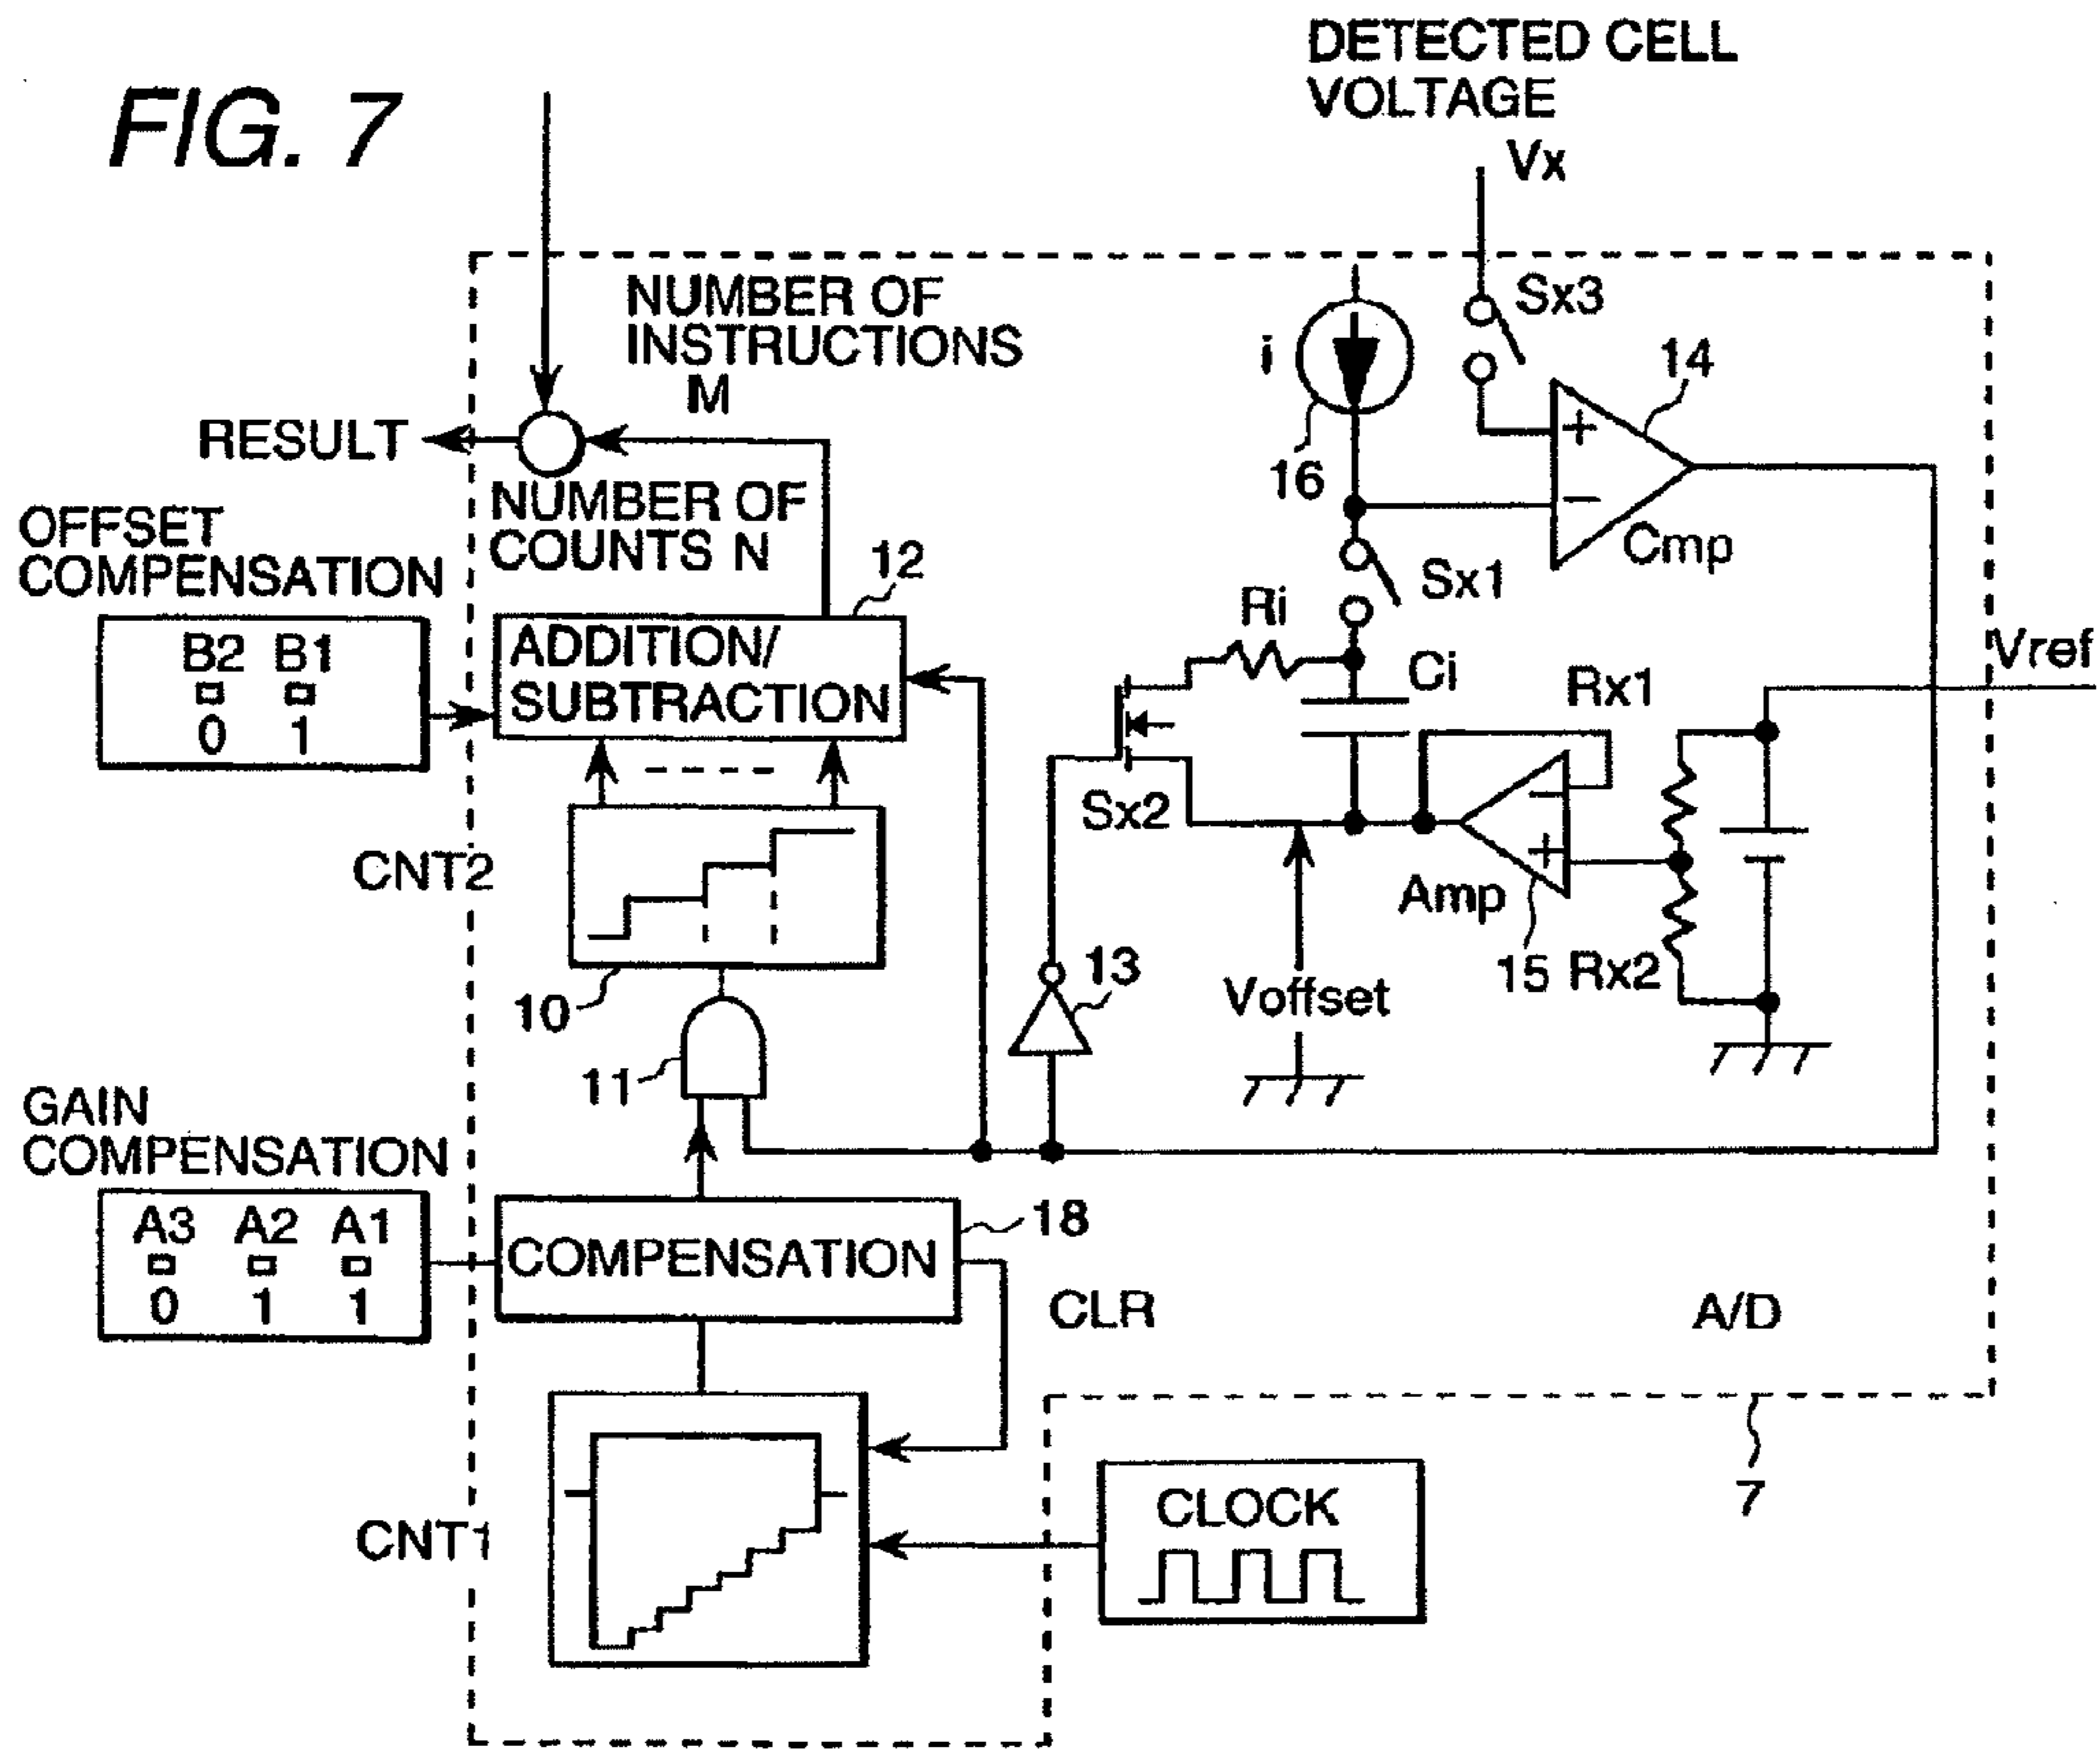 FIG. 7
DETECTED CELL
VOLTAGE
Vx
NUMBER OF
INSTRUCTIONS
M
Sx3
i
14
16
+
−
Cmp
RESULT
NUMBER OF
COUNTS N
OFFSET
COMPENSATION
12
Sx1
Ri
B2 B1
0 1
ADDITION/
SUBTRACTION
Ci
Rx1
Vref
Sx2
−
+
CNT2
Amp
15
Rx2
10
13
Voffset
11
GAIN
COMPENSATION
A3 A2 A1
0 1 1
COMPENSATION
18
CLR
A/D
7
CLOCK
CNT1